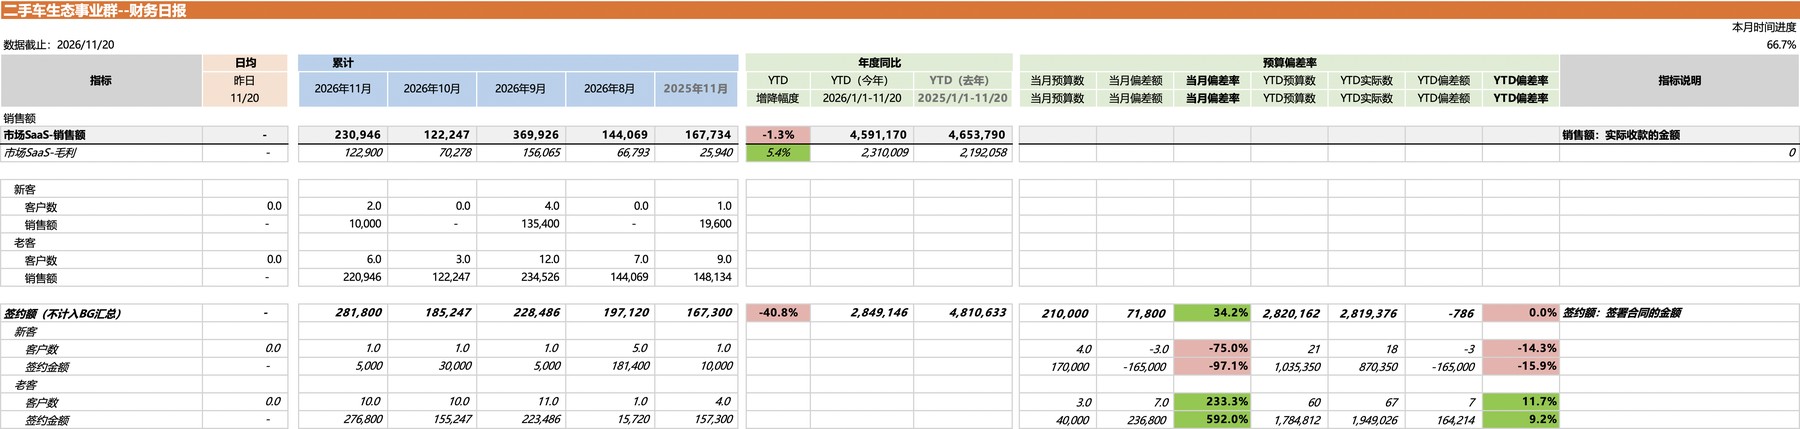 二手车生态事业群--财务日报
本月时间进度
数据截止：2026/11/20 66.7%
日均 累计 年度同比 预算偏差率
指标 昨日 2026年11月 2026年10月 2026年9月 2026年8月 2025年11月 YTD YTD（今年） YTD（去年） 当月预算数 当月偏差额 当月偏差率 YTD预算数 YTD实际数 YTD偏差额 YTD偏差率 指标说明
11/20 增降幅度 2026/1/1-11/20 2025/1/1-11/20 当月预算数 当月偏差额 当月偏差率 YTD预算数 YTD实际数 YTD偏差额 YTD偏差率
销售额
市场SaaS-销售额 - 230,946 122,247 369,926 144,069 167,734 -1.3% 4,591,170 4,653,790 销售额：实际收款的金额
市场SaaS-毛利 - 122,900 70,278 156,065 66,793 25,940 5.4% 2,310,009 2,192,058 0
新客
客户数 0.0 2.0 0.0 4.0 0.0 1.0
销售额 - 10,000 - 135,400 - 19,600
老客
客户数 0.0 6.0 3.0 12.0 7.0 9.0
销售额 - 220,946 122,247 234,526 144,069 148,134
签约额（不计入BG汇总） - 281,800 185,247 228,486 197,120 167,300 -40.8% 2,849,146 4,810,633 210,000 71,800 34.2% 2,820,162 2,819,376 -786 0.0% 签约额：签署合同的金额
新客
客户数 0.0 1.0 1.0 1.0 5.0 1.0 4.0 -3.0 -75.0% 21 18 -3 -14.3%
签约金额 - 5,000 30,000 5,000 181,400 10,000 170,000 -165,000 -97.1% 1,035,350 870,350 -165,000 -15.9%
老客
客户数 0.0 10.0 10.0 11.0 1.0 4.0 3.0 7.0 233.3% 60 67 7 11.7%
签约金额 - 276,800 155,247 223,486 15,720 157,300 40,000 236,800 592.0% 1,784,812 1,949,026 164,214 9.2%